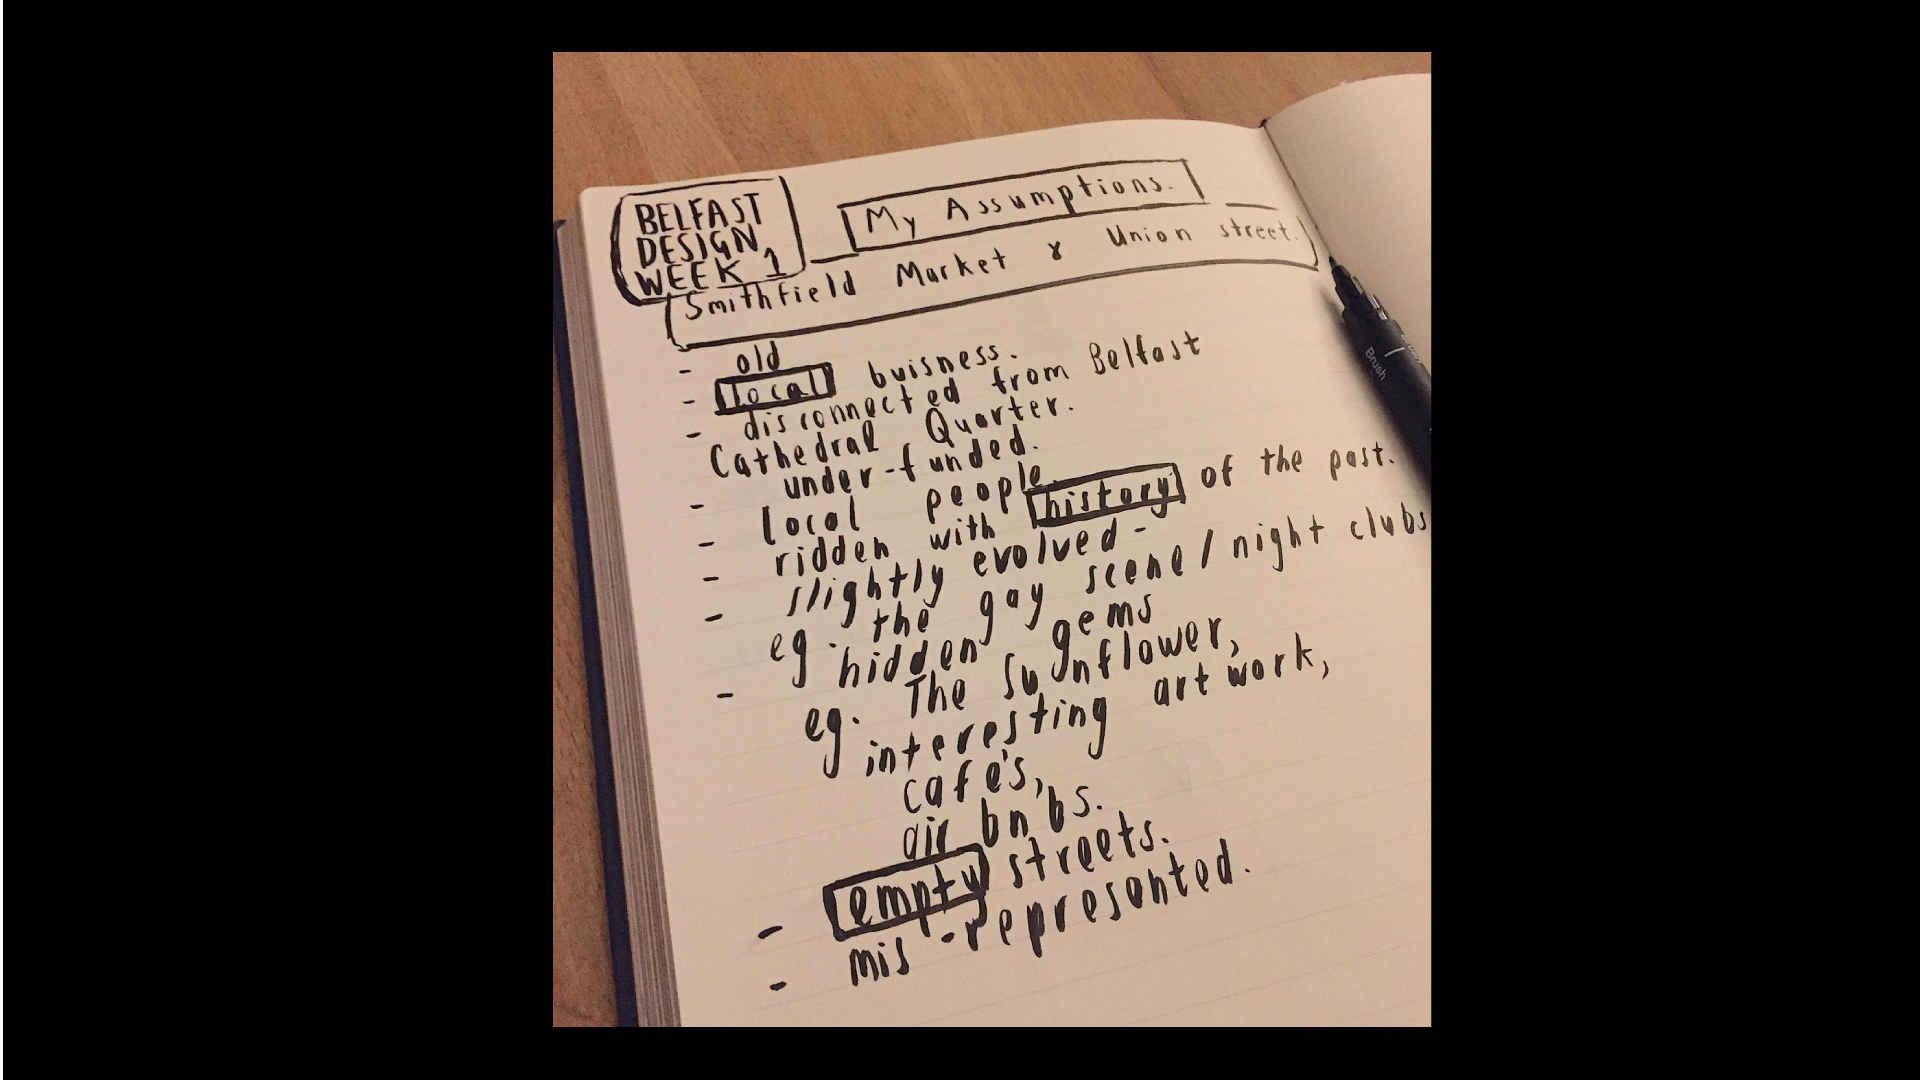 BELFAST
DESIGN
WEEK 1
My Assumptions.
Smithfield Market & Union street.
- old
- local buisness.
- disconnected from Belfast
Cathedral Quarter.
- under-funded.
- local people.
- ridden with history of the past.
- slightly evolved -
eg. the gay scene / night clubs
- hidden gems
eg. The Sunflower,
interesting artwork,
cafe's,
air bn'bs.
- empty streets.
- mis-represented.
Brush